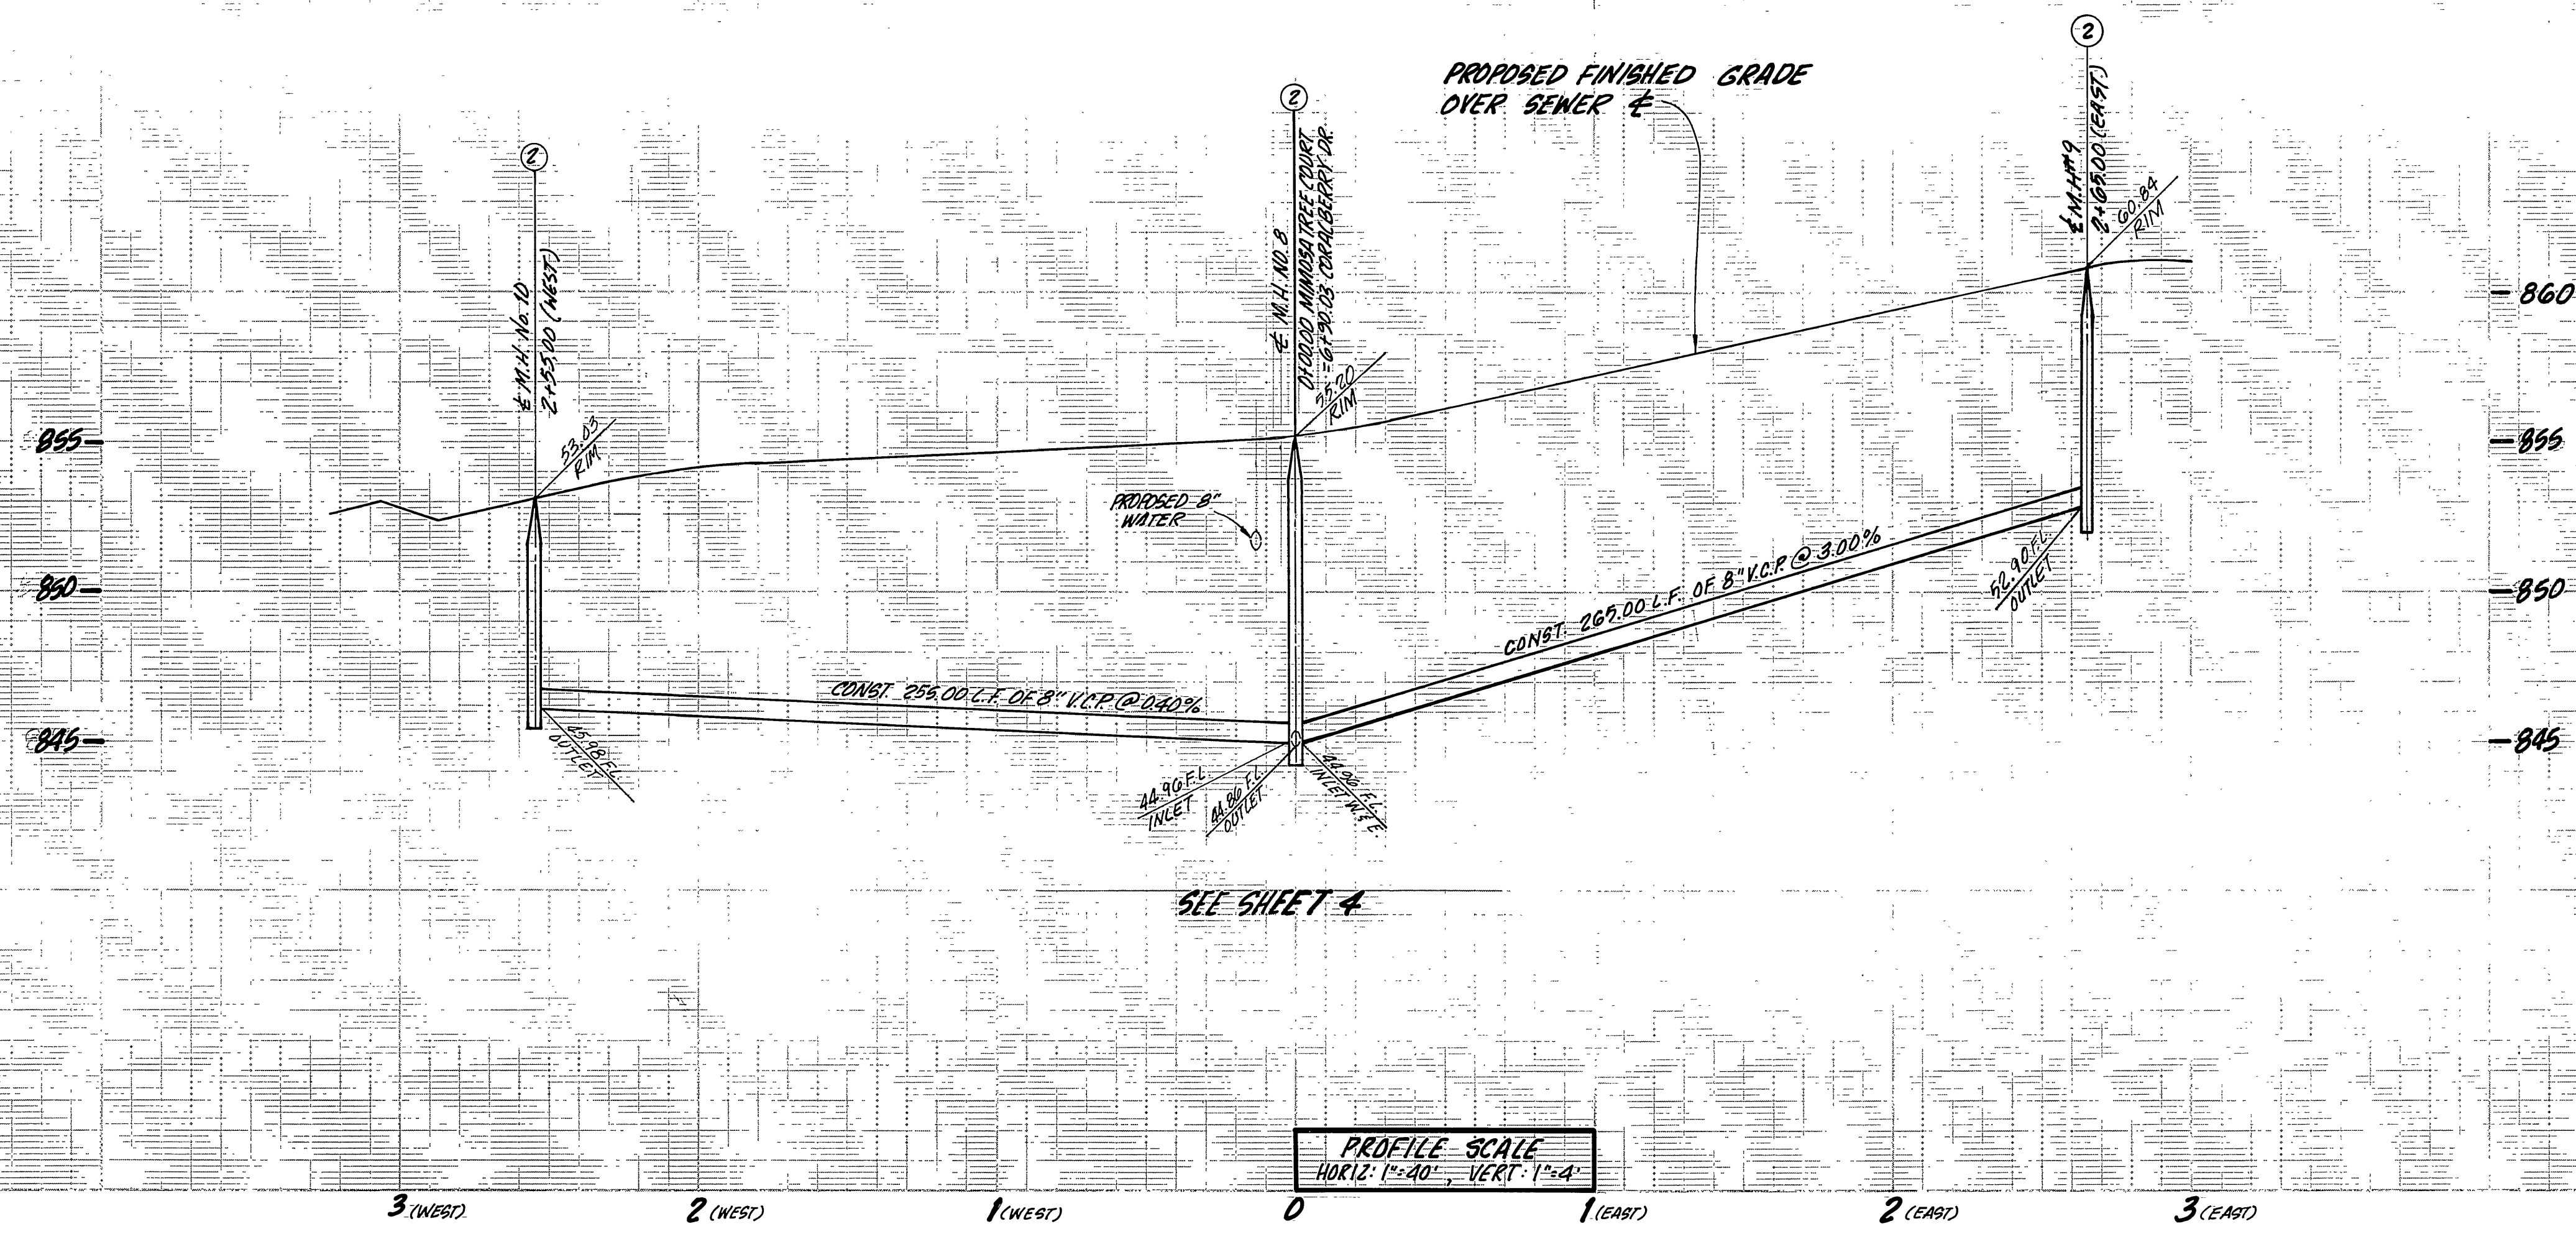 PROPOSED FINISHED GRADE
OVER SEWER ℄
2
℄ M.H. No. 10
2+55.00 (WEST)
53.03
RIM
2
℄ M.H. NO. 8
0+00.00 MIMOSATREE COURT
= 6+90.03 CORALBERRY DR.
55.20
RIM
2
℄ M.H.#9
2+65.00 (EAST)
60.84
RIM
860
855
855
850
850
845
845
PROPOSED 8"
WATER
CONST. 255.00 L.F. OF 8" V.C.P. @ 0.40%
CONST. 265.00 L.F. OF 8" V.C.P. @ 3.00%
45.98 F.L.
OUTLET
44.96 F.L.
INLET
44.86 F.L.
OUTLET
44.96 F.L.
INLET W. & E.
52.90 F.L.
OUTLET
SEE SHEET 4
PROFILE SCALE
HORIZ: 1"=40', VERT: 1"=4'
3 (WEST)
2 (WEST)
1 (WEST)
0
1 (EAST)
2 (EAST)
3 (EAST)